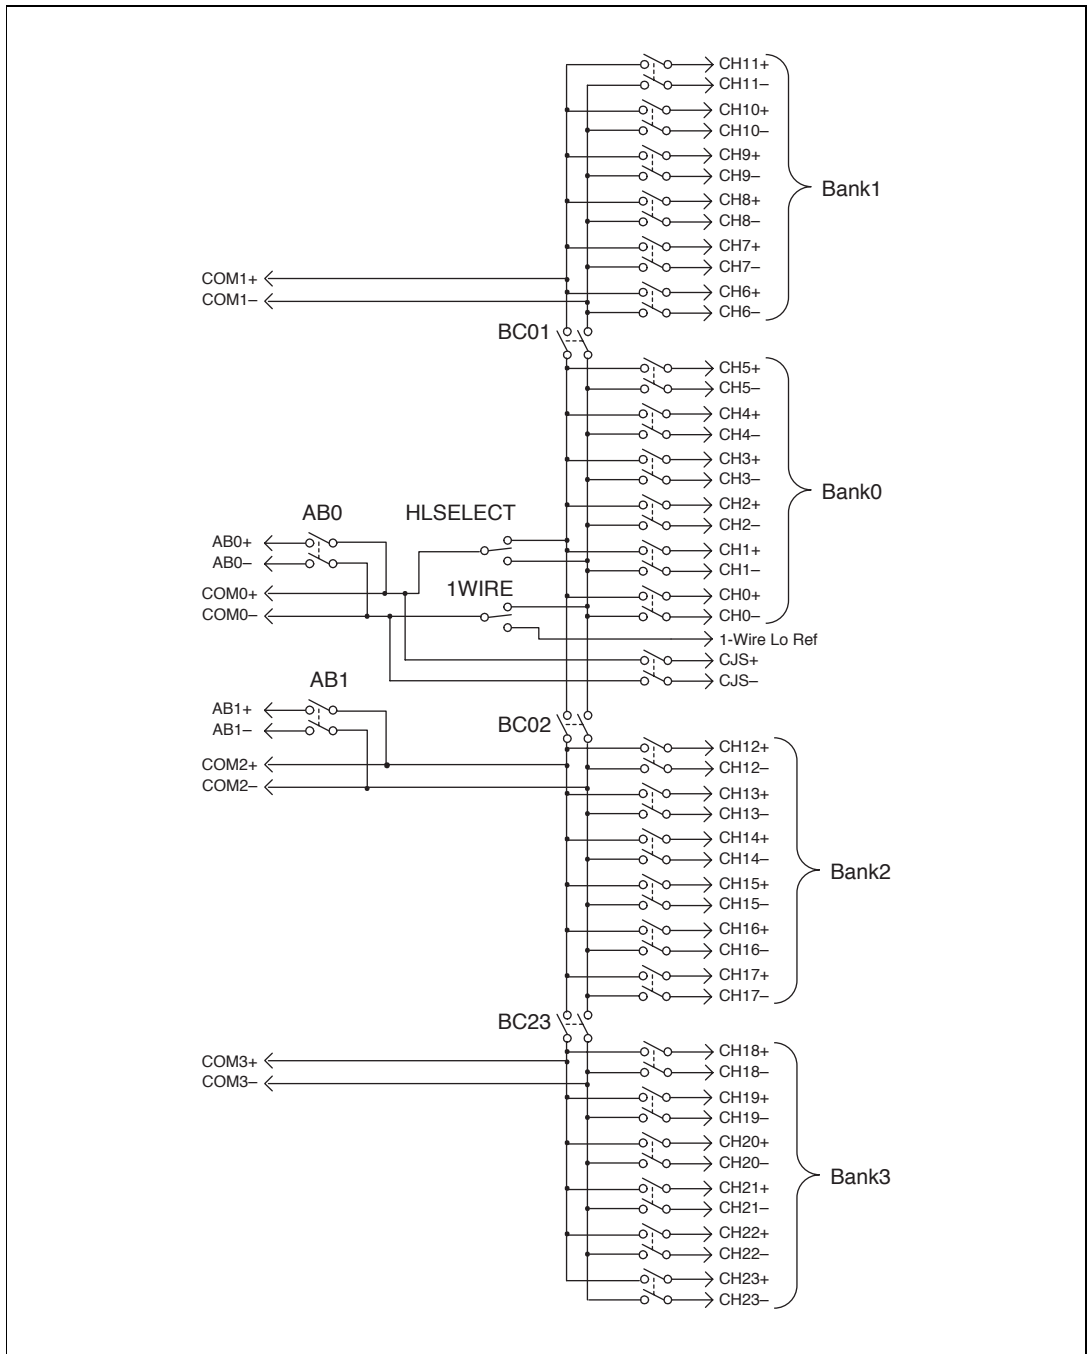 CH11+
CH11–
CH10+
CH10–
CH9+
CH9–
Bank1
CH8+
CH8–
CH7+
CH7–
COM1+
COM1–
CH6+
CH6–
BC01
CH5+
CH5–
CH4+
CH4–
CH3+
CH3–
Bank0
CH2+
CH2–
AB0
HLSELECT
AB0+
AB0–
CH1+
CH1–
COM0+
COM0–
1WIRE
CH0+
CH0–
1-Wire Lo Ref
CJS+
CJS–
AB1
AB1+
AB1–
BC02
COM2+
COM2–
CH12+
CH12–
CH13+
CH13–
CH14+
CH14–
Bank2
CH15+
CH15–
CH16+
CH16–
CH17+
CH17–
BC23
COM3+
COM3–
CH18+
CH18–
CH19+
CH19–
CH20+
CH20–
Bank3
CH21+
CH21–
CH22+
CH22–
CH23+
CH23–